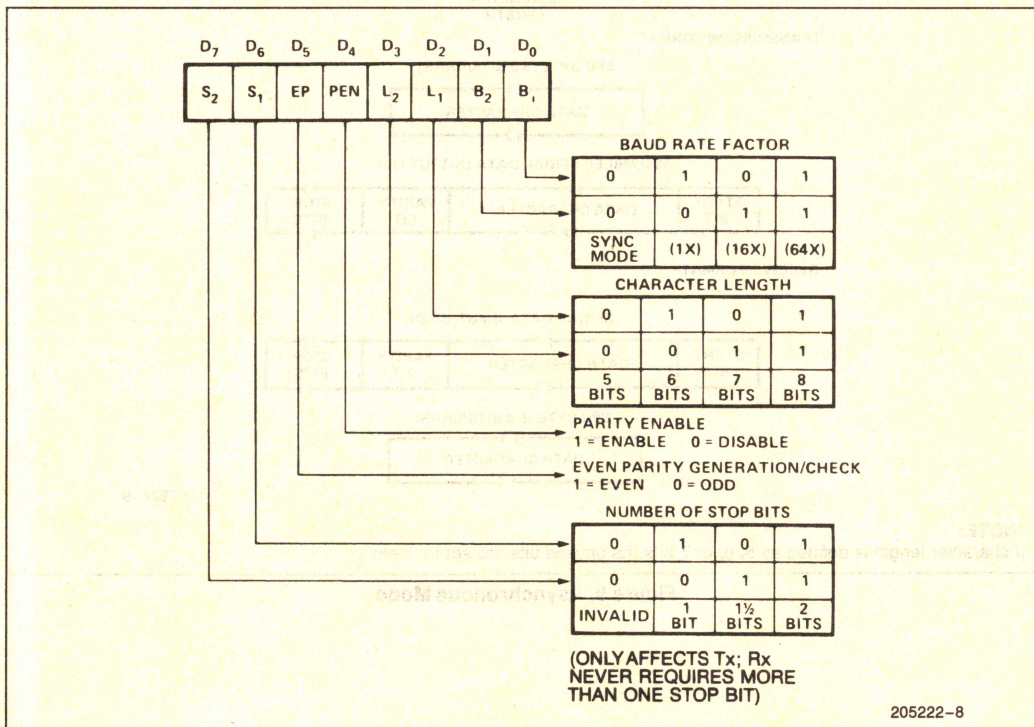 D7 D6 D5 D4 D3 D2 D1 D0
S2 S1 EP PEN L2 L1 B2 B1
BAUD RATE FACTOR
0 1 0 1
0 0 1 1
SYNC MODE (1X) (16X) (64X)
CHARACTER LENGTH
0 1 0 1
0 0 1 1
5 BITS 6 BITS 7 BITS 8 BITS
PARITY ENABLE
1 = ENABLE 0 = DISABLE
EVEN PARITY GENERATION/CHECK
1 = EVEN 0 = ODD
NUMBER OF STOP BITS
0 1 0 1
0 0 1 1
INVALID 1 BIT 1½ BITS 2 BITS
(ONLY AFFECTS Tx; Rx
NEVER REQUIRES MORE
THAN ONE STOP BIT)
205222-8